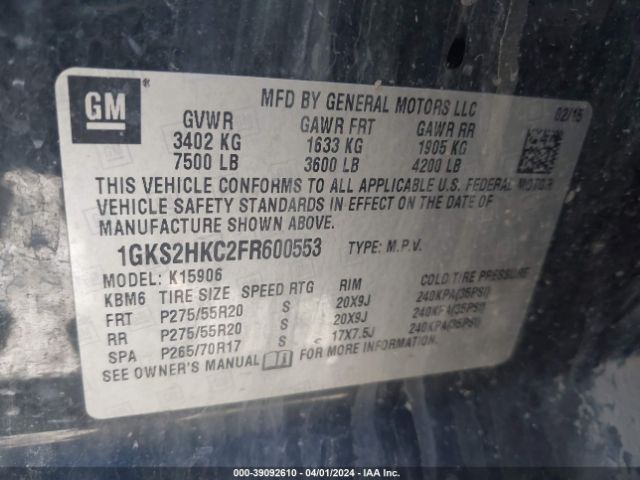 GM ®
MFD BY GENERAL MOTORS LLC 02/15
GVWR GAWR FRT GAWR RR
3402 KG 1633 KG 1905 KG
7500 LB 3600 LB 4200 LB
THIS VEHICLE CONFORMS TO ALL APPLICABLE U.S. FEDERAL MOTOR
VEHICLE SAFETY STANDARDS IN EFFECT ON THE DATE OF
MANUFACTURE SHOWN ABOVE.
1GKS2HKC2FR600553 TYPE: M.P.V.
MODEL: K15906
KBM6 TIRE SIZE SPEED RTG RIM COLD TIRE PRESSURE
FRT P275/55R20 S 20X9J 240KPA(35PSI)
RR P275/55R20 S 20X9J 240KPA(35PSI)
SPA P265/70R17 S 17X7.5J 240KPA(35PSI)
SEE OWNER'S MANUAL FOR MORE INFORMATION.
000-39092610 - 04/01/2024 - IAA Inc.